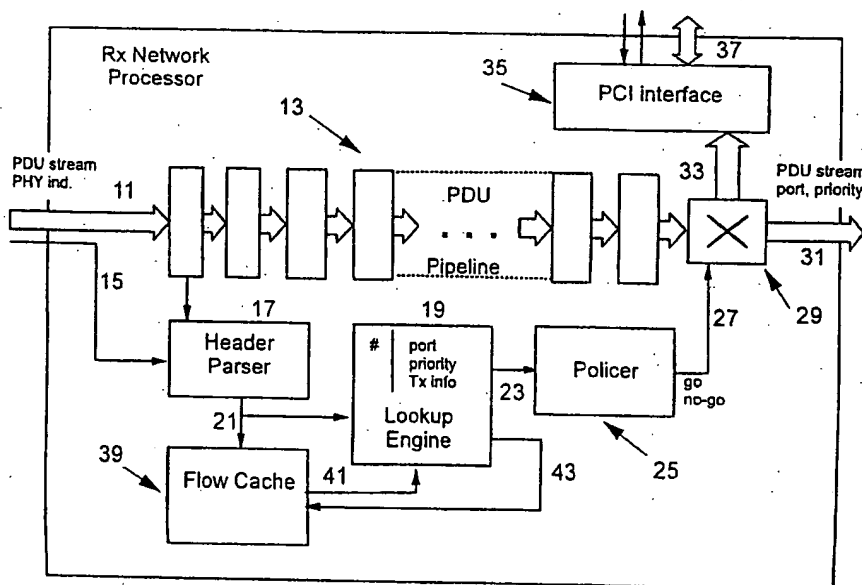 Rx Network
Processor
35
PCI interface
37
13
PDU stream
PHY ind.
11
PDU
. . .
Pipeline
33
PDU stream
port, priority
31
15
17
Header
Parser
19
#
port
priority
Tx info
Lookup
Engine
23
Policer
27
29
go
no-go
21
39
Flow Cache
41
43
25